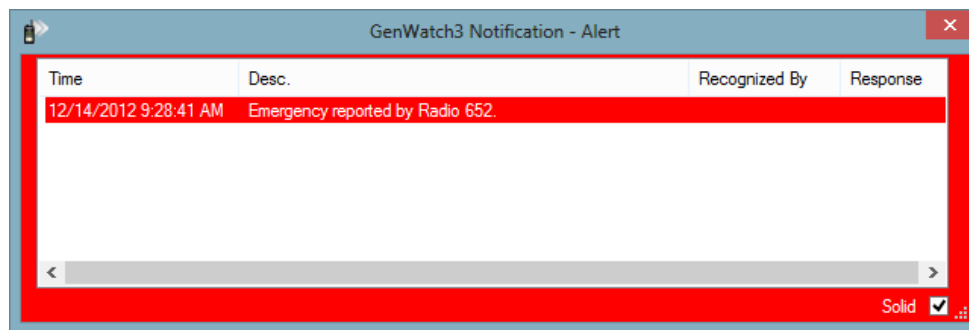 GenWatch3 Notification - Alert
Time Desc. Recognized By Response
12/14/2012 9:28:41 AM Emergency reported by Radio 652.
Solid